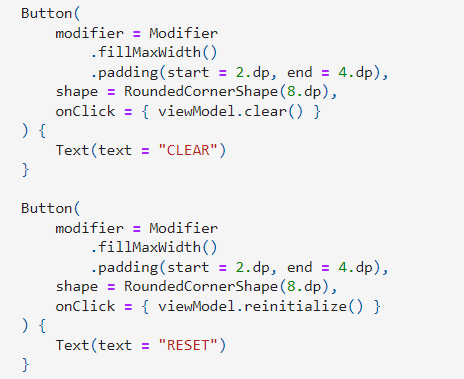 Button(
    modifier = Modifier
        .fillMaxWidth()
        .padding(start = 2.dp, end = 4.dp),
    shape = RoundedCornerShape(8.dp),
    onClick = { viewModel.clear() }
) {
    Text(text = "CLEAR")
}

Button(
    modifier = Modifier
        .fillMaxWidth()
        .padding(start = 2.dp, end = 4.dp),
    shape = RoundedCornerShape(8.dp),
    onClick = { viewModel.reinitialize() }
) {
    Text(text = "RESET")
}